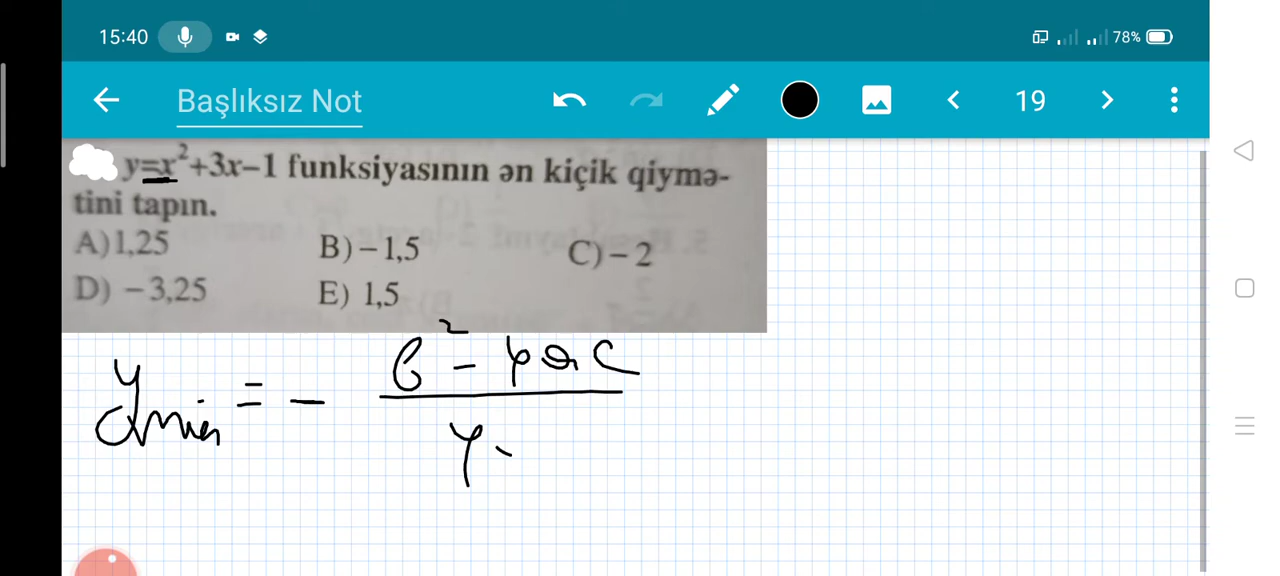 15:40 78%
Başlıksız Not 19
y=x²+3x−1 funksiyasının ən kiçik qiymə-
tini tapın.
A) 1,25 B) −1,5 C) −2
D) −3,25 E) 1,5
ymin = − b² − 4ac
4